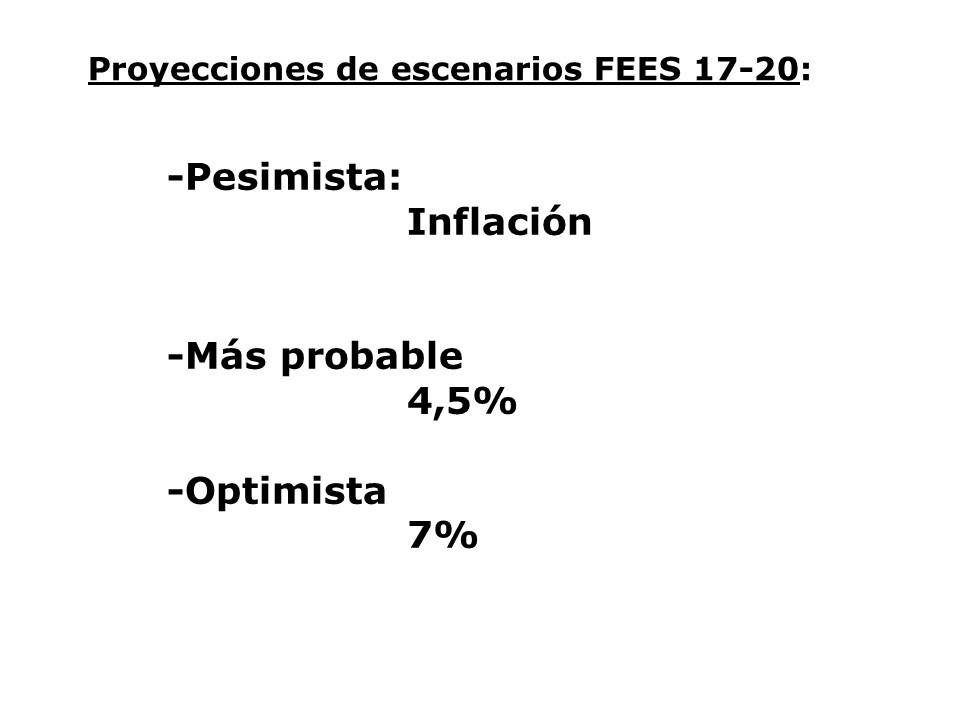 Proyecciones de escenarios FEES 17-20:
-Pesimista:
Inflación
-Más probable
4,5%
-Optimista
7%